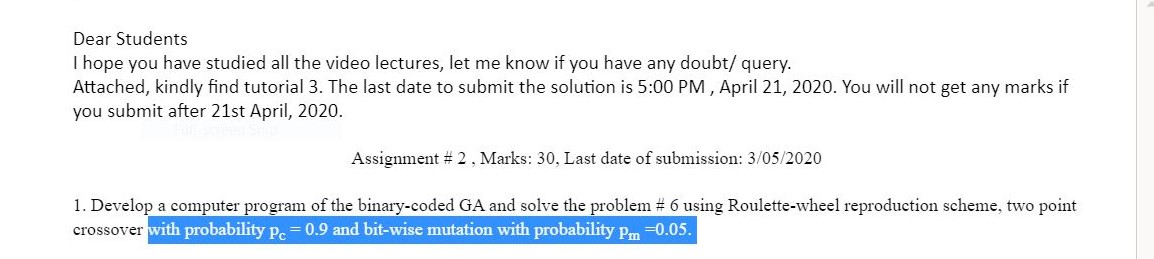 Dear Students
I hope you have studied all the video lectures, let me know if you have any doubt/ query.
Attached, kindly find tutorial 3. The last date to submit the solution is 5:00 PM , April 21, 2020. You will not get any marks if
you submit after 21st April, 2020.
Assignment # 2 , Marks: 30, Last date of submission: 3/05/2020
1. Develop a computer program of the binary-coded GA and solve the problem # 6 using Roulette-wheel reproduction scheme, two point
crossover with probability pc = 0.9 and bit-wise mutation with probability pm =0.05.